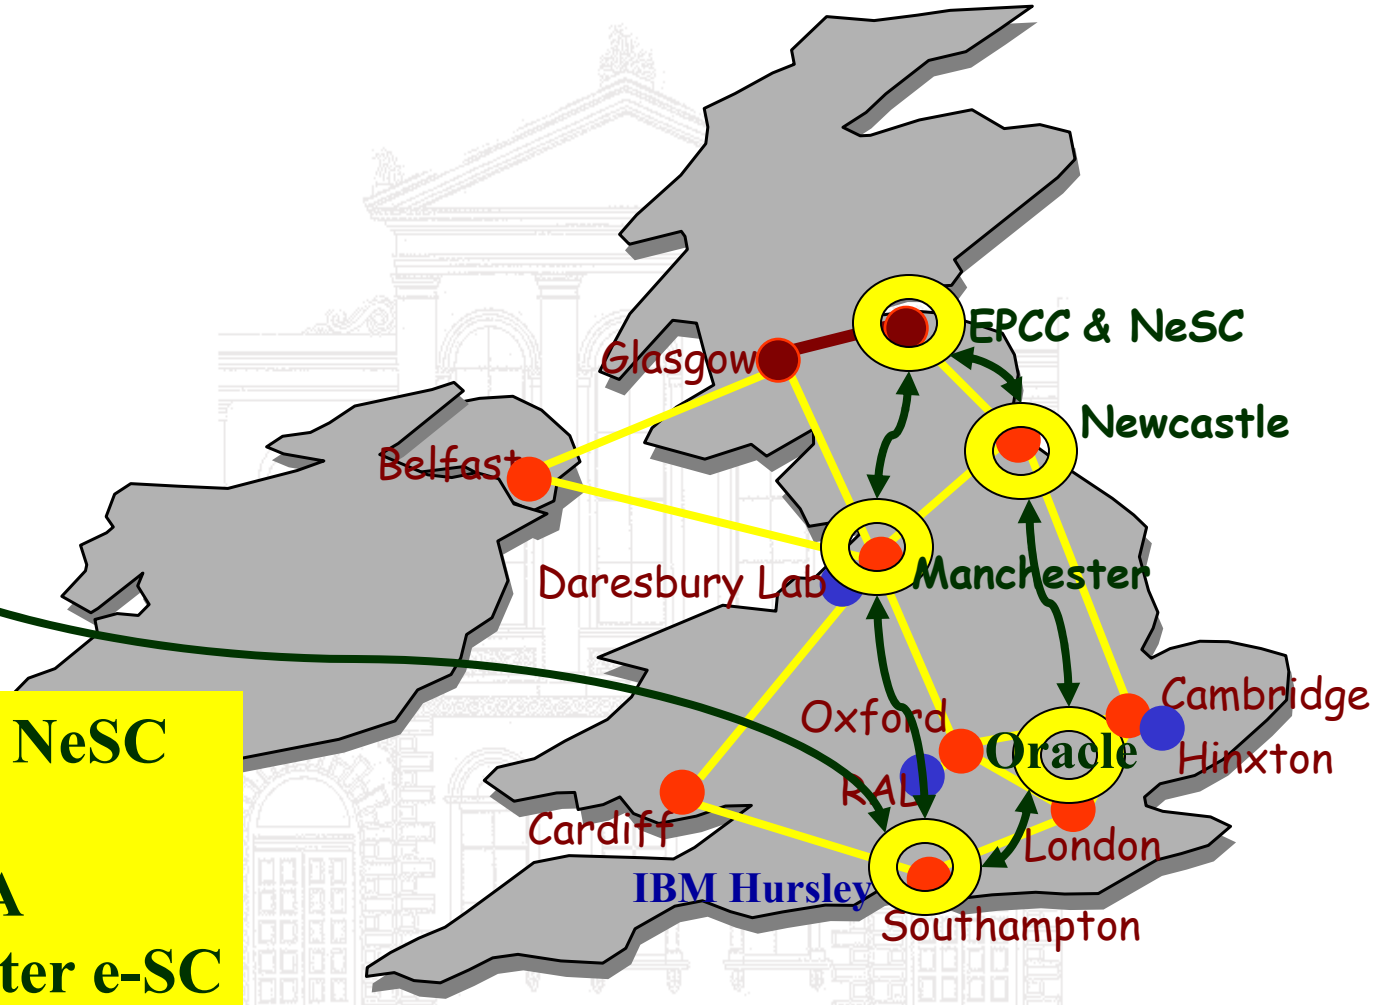 EPCC & NeSC
Glasgow
Newcastle
Belfast
Daresbury Lab
Manchester
Cambridge
Oxford
Oracle
Hinxton
RAL
Cardiff
London
IBM Hursley
Southampton
NeSC
A
ter e-SC